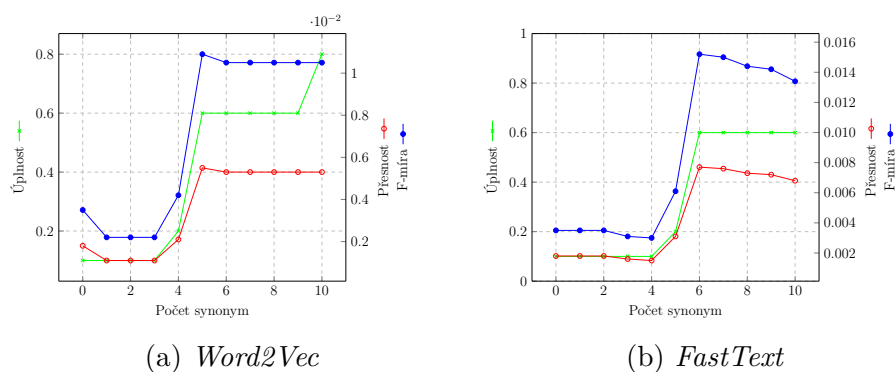 ·10⁻²
0.8
0.6
0.4
0.2
1
0.8
0.6
0.4
0.2
0 2 4 6 8 10
Počet synonym
Úplnost
Přesnost
F-míra
(a) Word2Vec
1
0.8
0.6
0.4
0.2
0
0.016
0.014
0.012
0.010
0.008
0.006
0.004
0.002
0 2 4 6 8 10
Počet synonym
Úplnost
Přesnost
F-míra
(b) FastText